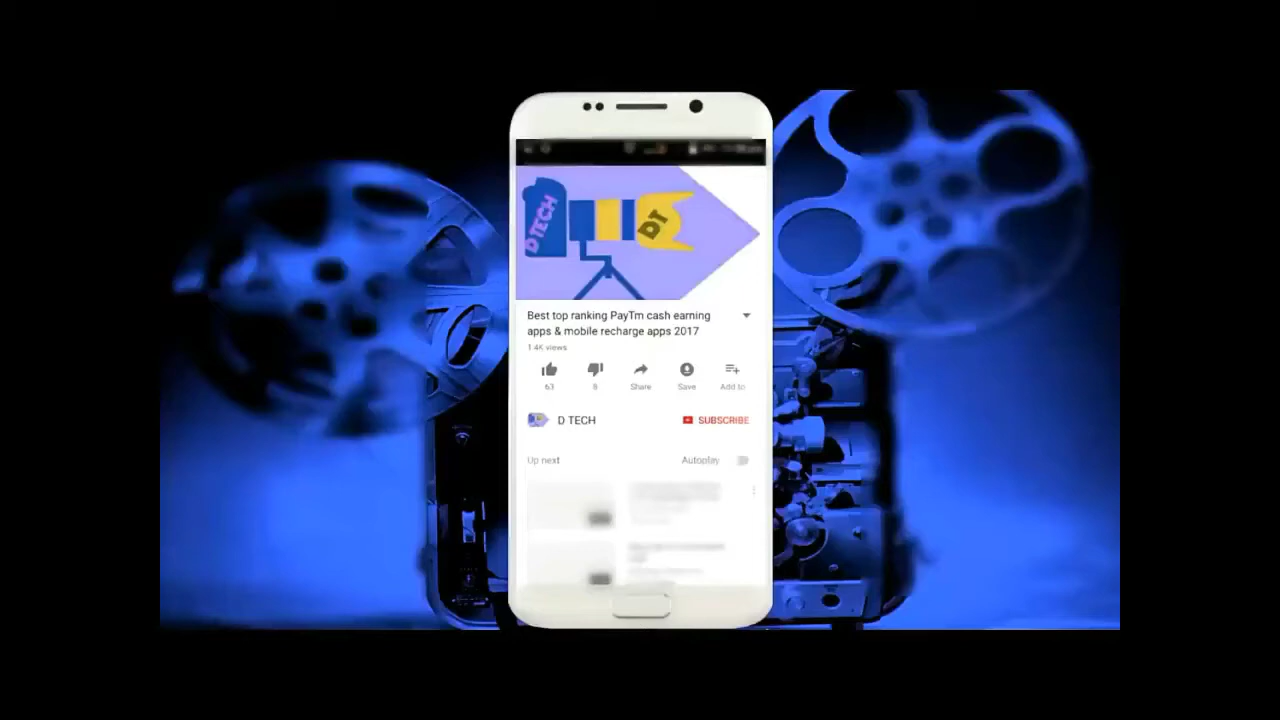 D TECH
DT
Best top ranking PayTm cash earning
apps & mobile recharge apps 2017
1.4K views
63
8
Share
Save
Add to
D TECH
SUBSCRIBE
Up next
Autoplay